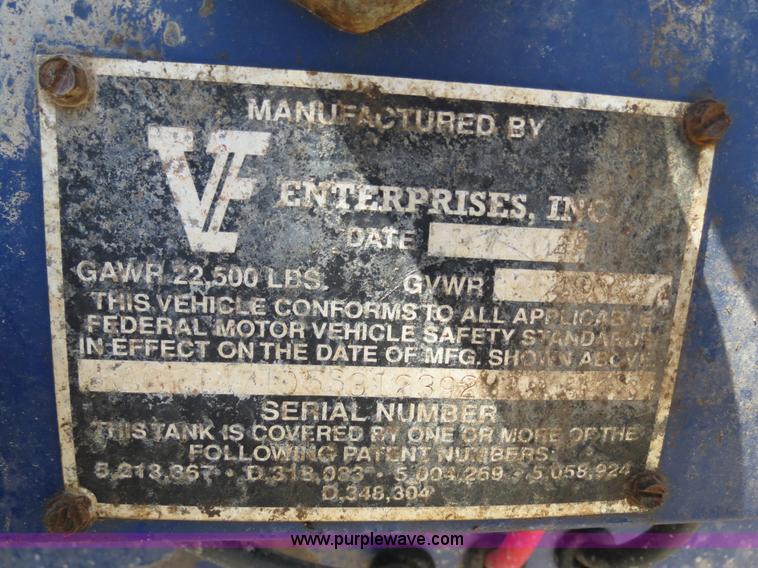 MANUFACTURED BY
VE
ENTERPRISES, INC
DATE
GAWR 22,500 LBS. GVWR
THIS VEHICLE CONFORMS TO ALL APPLICABLE
FEDERAL MOTOR VEHICLE SAFETY STANDARDS
IN EFFECT ON THE DATE OF MFG. SHOWN ABOVE
SERIAL NUMBER
THIS TANK IS COVERED BY ONE OR MORE OF THE
FOLLOWING PATENT NUMBERS:
5,213,367 • D,318,033 • 5,004,269 • 5,058,924
D,348,304
www.purplewave.com